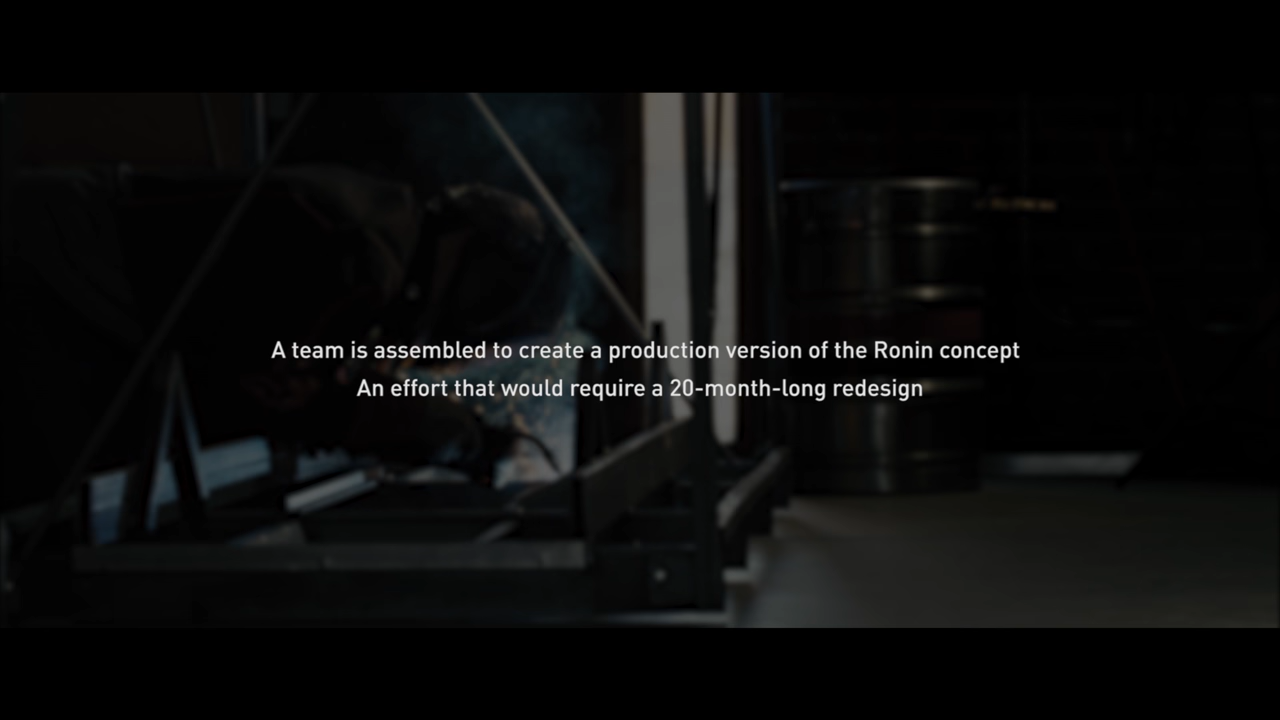 A team is assembled to create a production version of the Ronin concept
An effort that would require a 20-month-long redesign